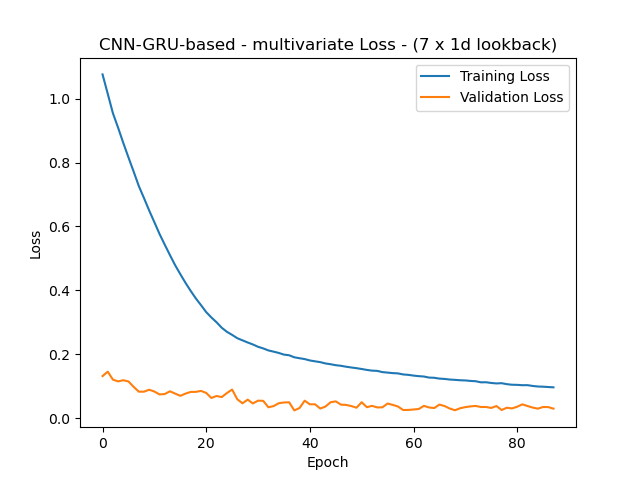 CNN-GRU-based - multivariate Loss - (7 x 1d lookback)
Training Loss
Validation Loss
1.0
0.8
0.6
0.4
0.2
0.0
Loss
0 20 40 60 80
Epoch